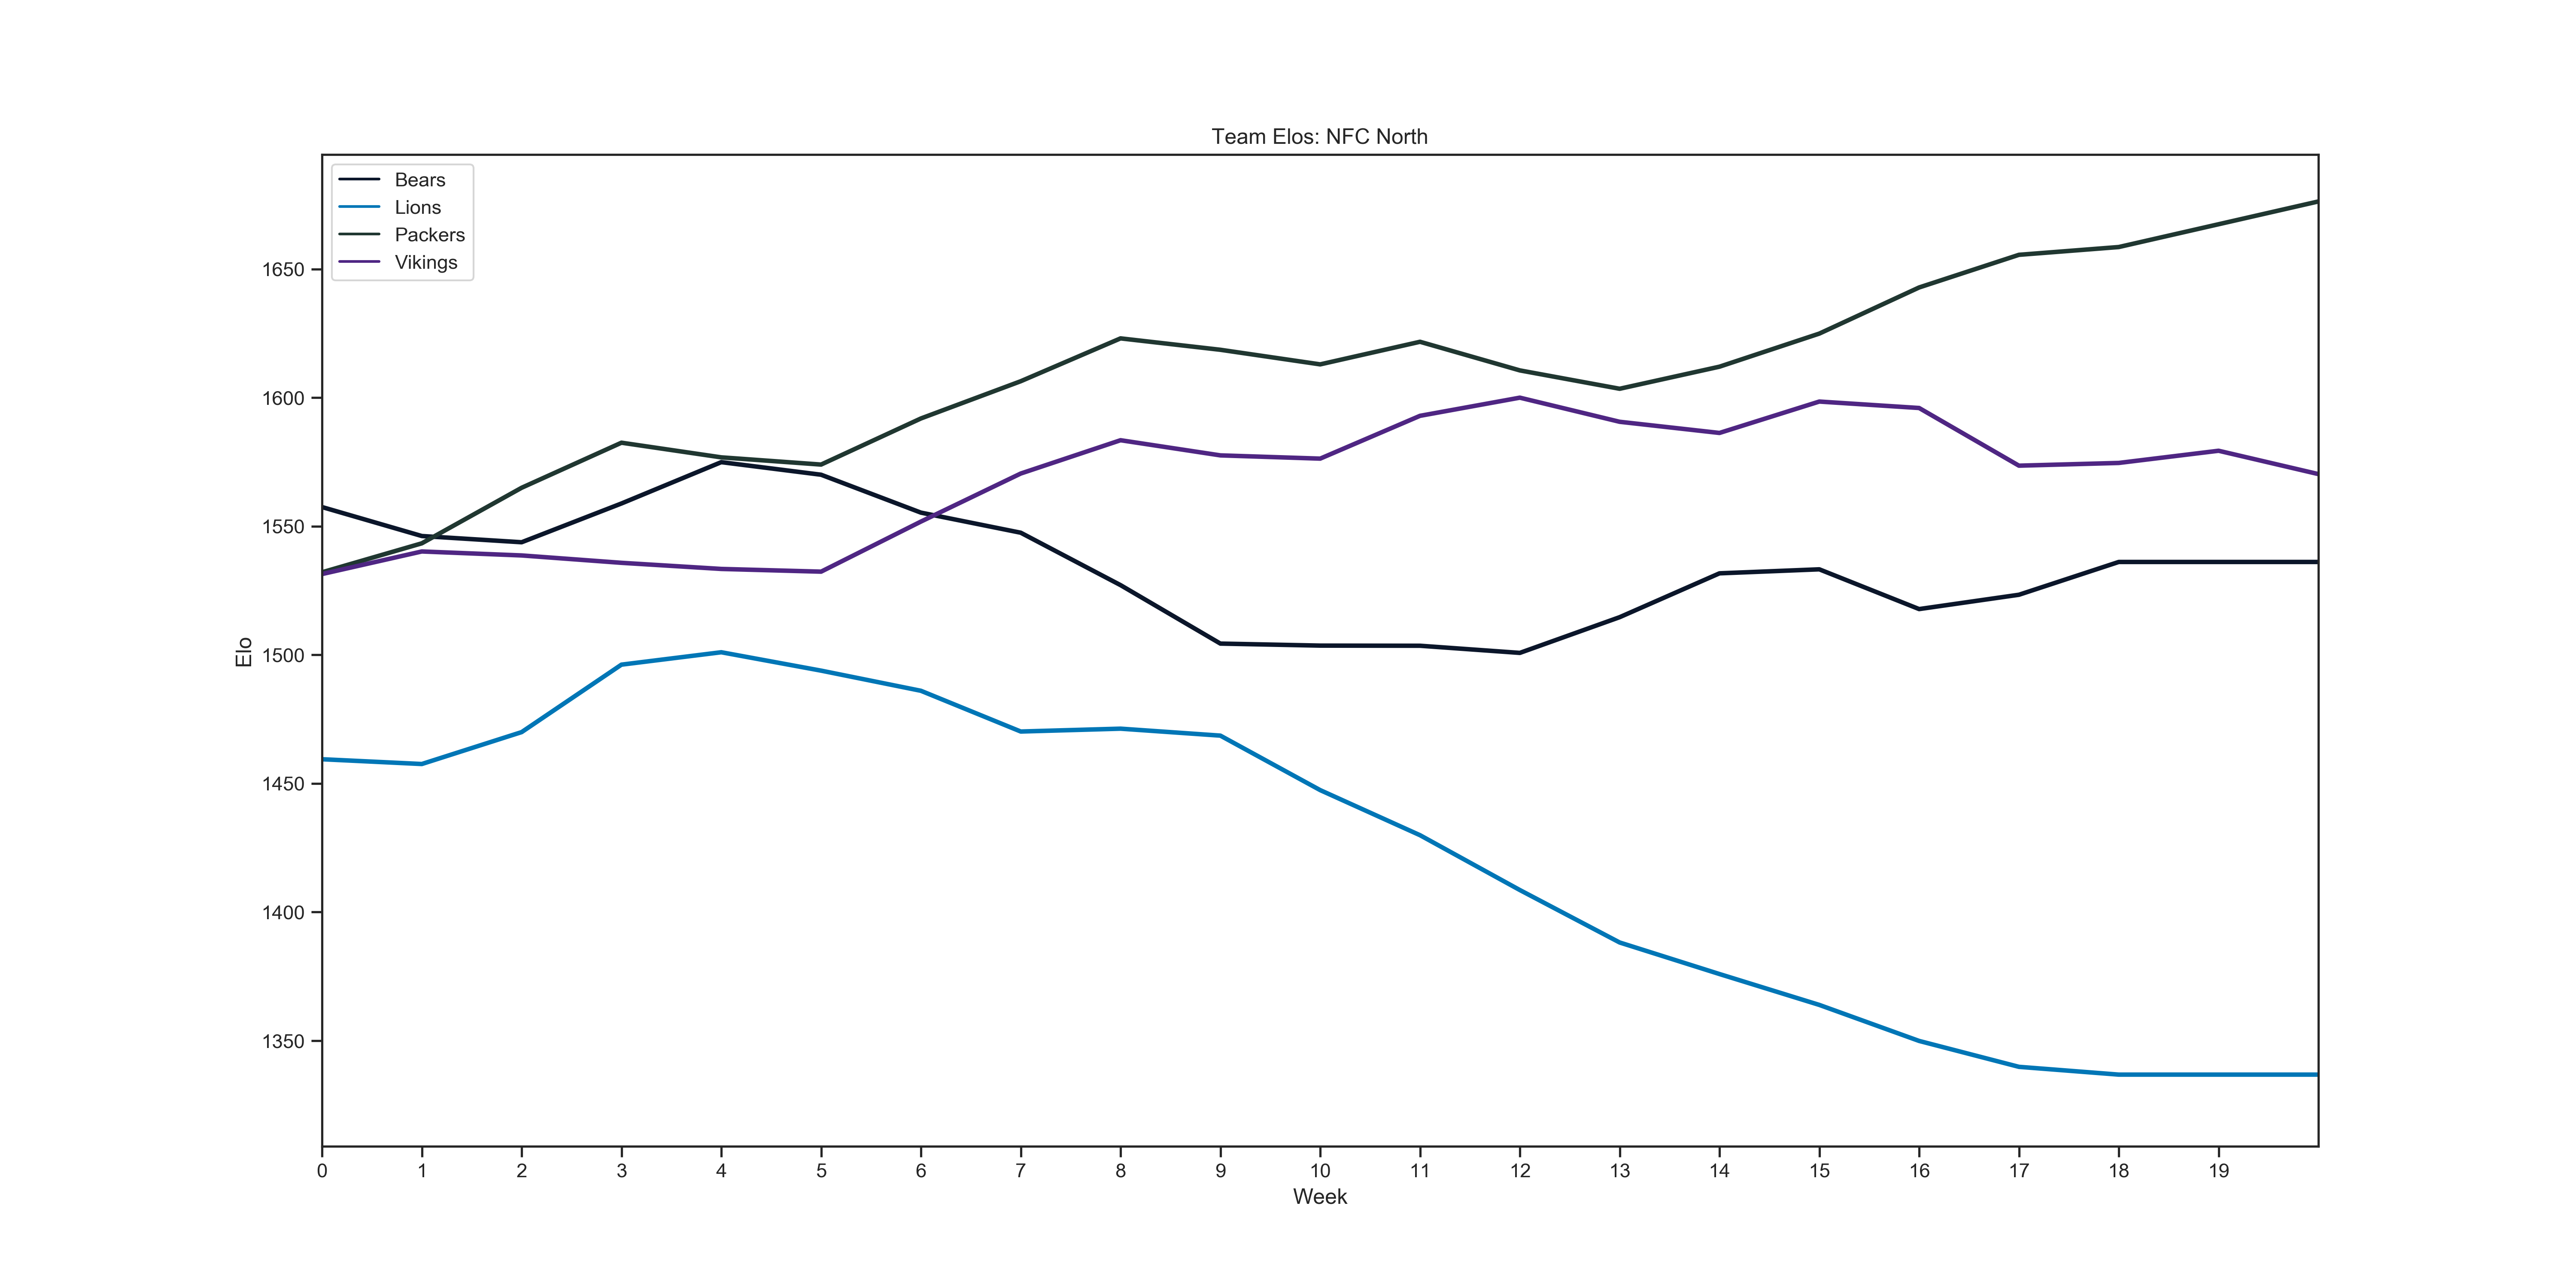 Team Elos: NFC North
Bears
Lions
Packers
Vikings
1650
1600
1550
1500
1450
1400
1350
Elo
0 1 2 3 4 5 6 7 8 9 10 11 12 13 14 15 16 17 18 19
Week